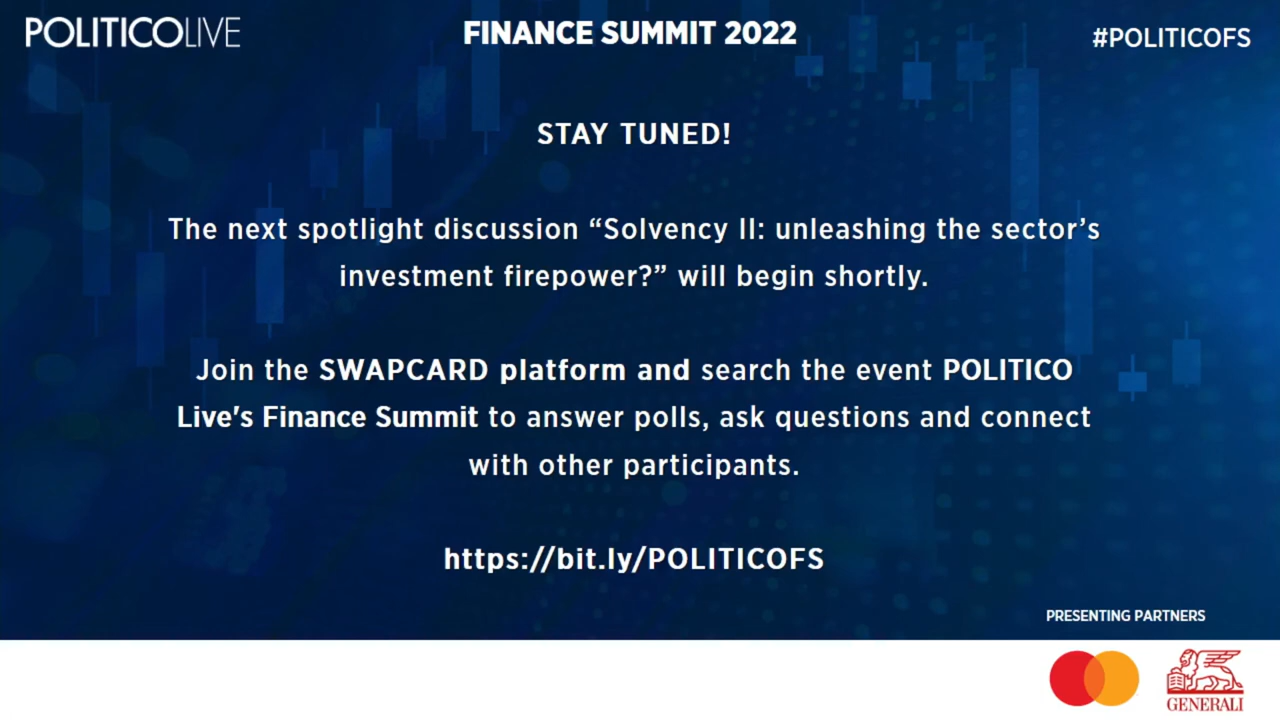 POLITICOLIVE
FINANCE SUMMIT 2022
#POLITICOFS
STAY TUNED!
The next spotlight discussion “Solvency II: unleashing the sector’s
investment firepower?” will begin shortly.
Join the SWAPCARD platform and search the event POLITICO
Live's Finance Summit to answer polls, ask questions and connect
with other participants.
https://bit.ly/POLITICOFS
PRESENTING PARTNERS
GENERALI